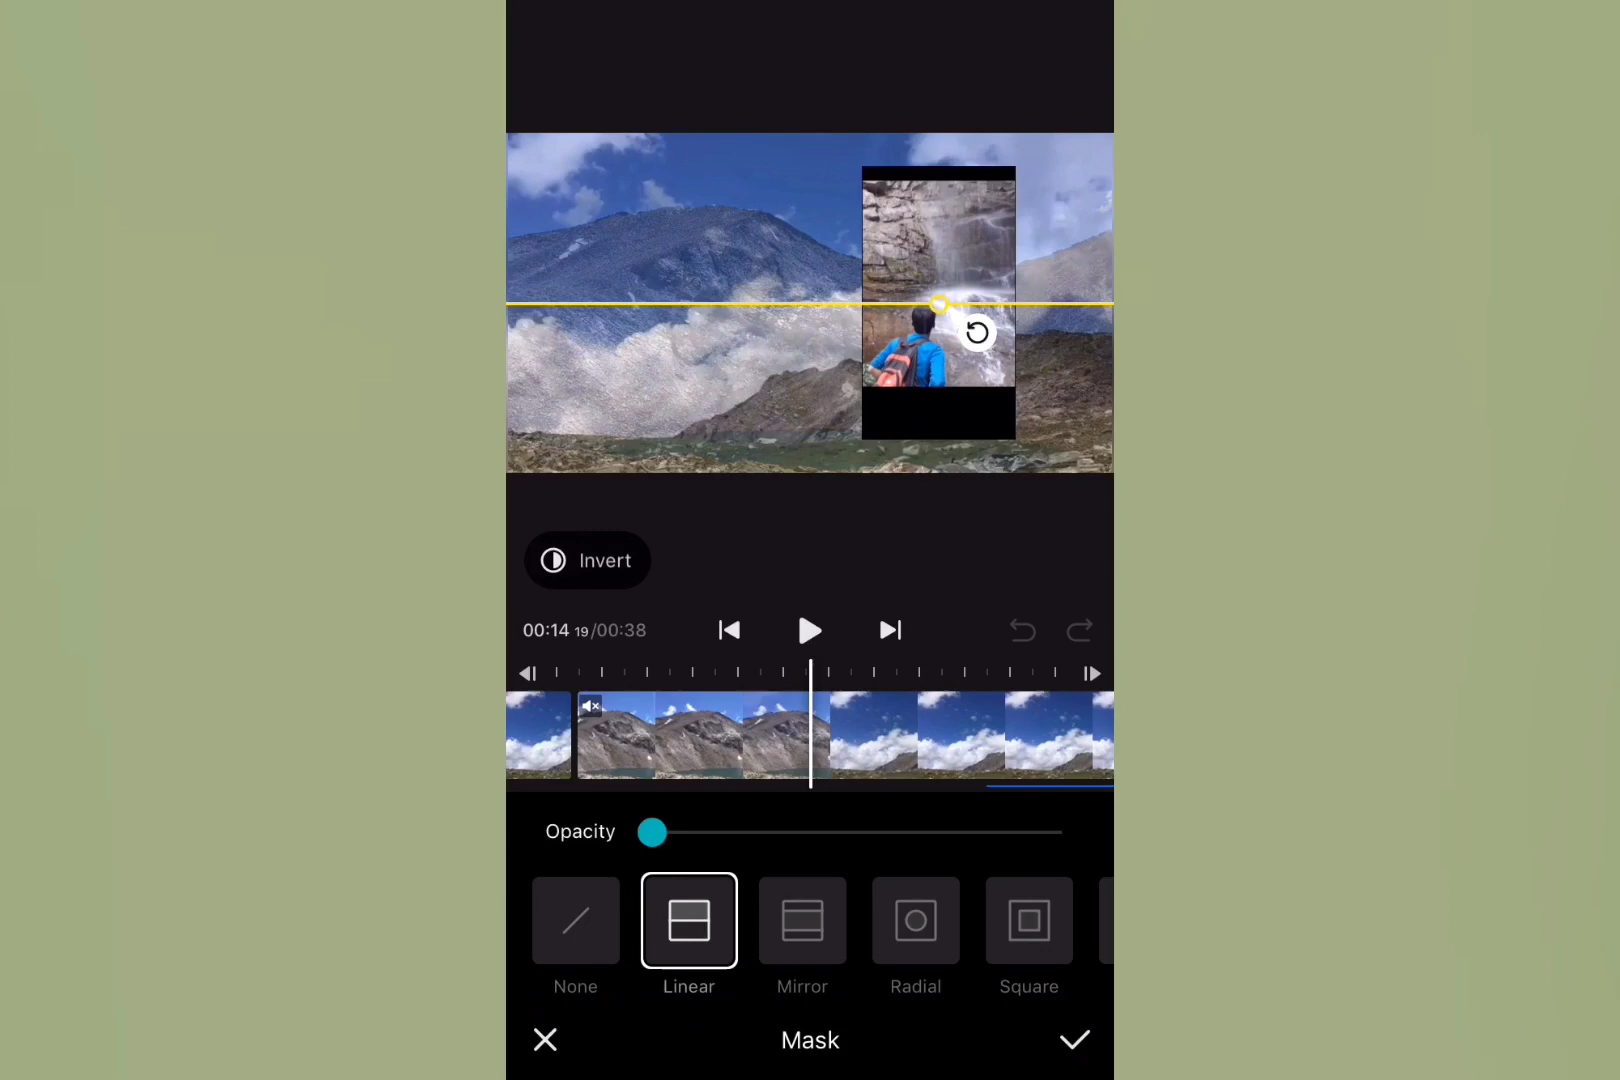 Invert
00:14 19/00:38
Opacity
None
Linear
Mirror
Radial
Square
Mask